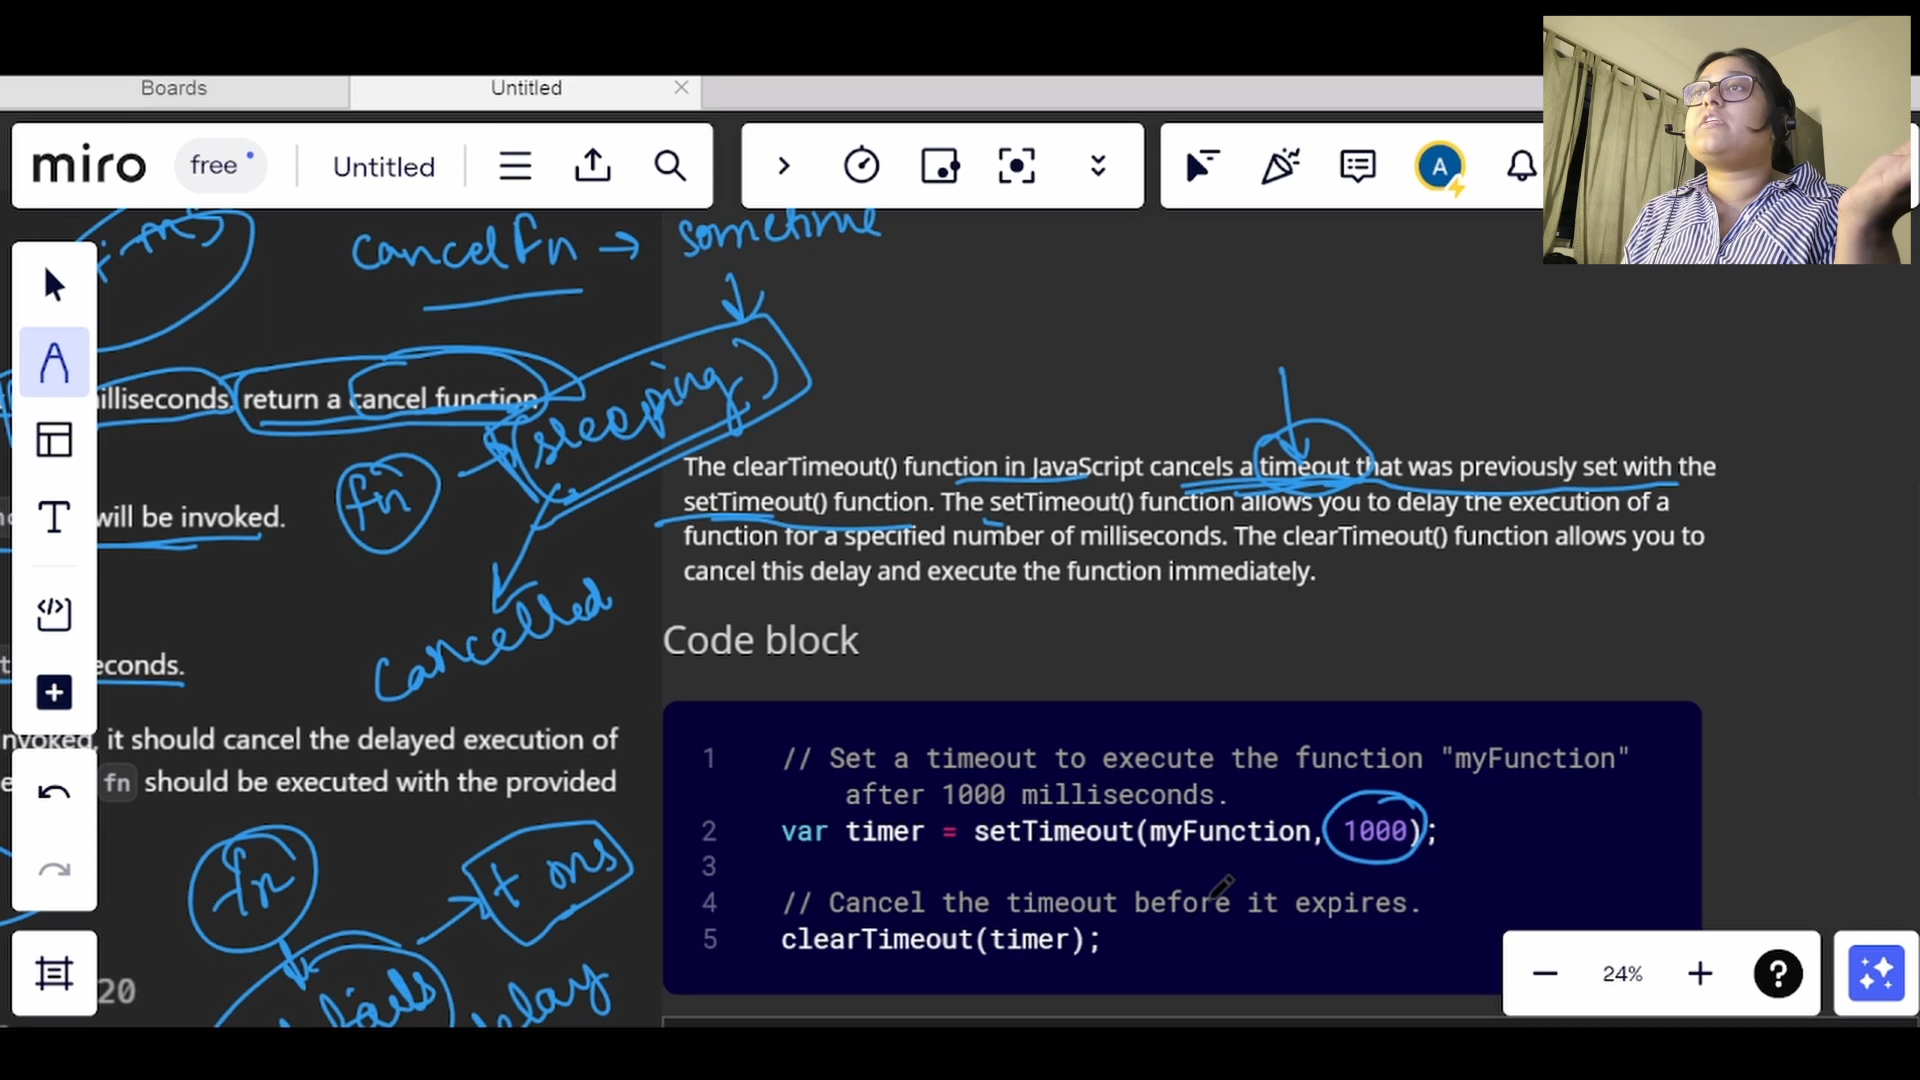 Boards
Untitled
miro
free
Untitled
A
cancelFn → sometime
illiseconds, return a cancel function
(sleeping)
fn
will be invoked.
cancelled
econds.
nvoked, it should cancel the delayed execution of
fn should be executed with the provided
fn
t ms
20
The clearTimeout() function in JavaScript cancels a timeout that was previously set with the
setTimeout() function. The setTimeout() function allows you to delay the execution of a
function for a specified number of milliseconds. The clearTimeout() function allows you to
cancel this delay and execute the function immediately.
Code block
1 // Set a timeout to execute the function "myFunction"
after 1000 milliseconds.
2 var timer = setTimeout(myFunction, 1000);
3
4 // Cancel the timeout before it expires.
5 clearTimeout(timer);
24%